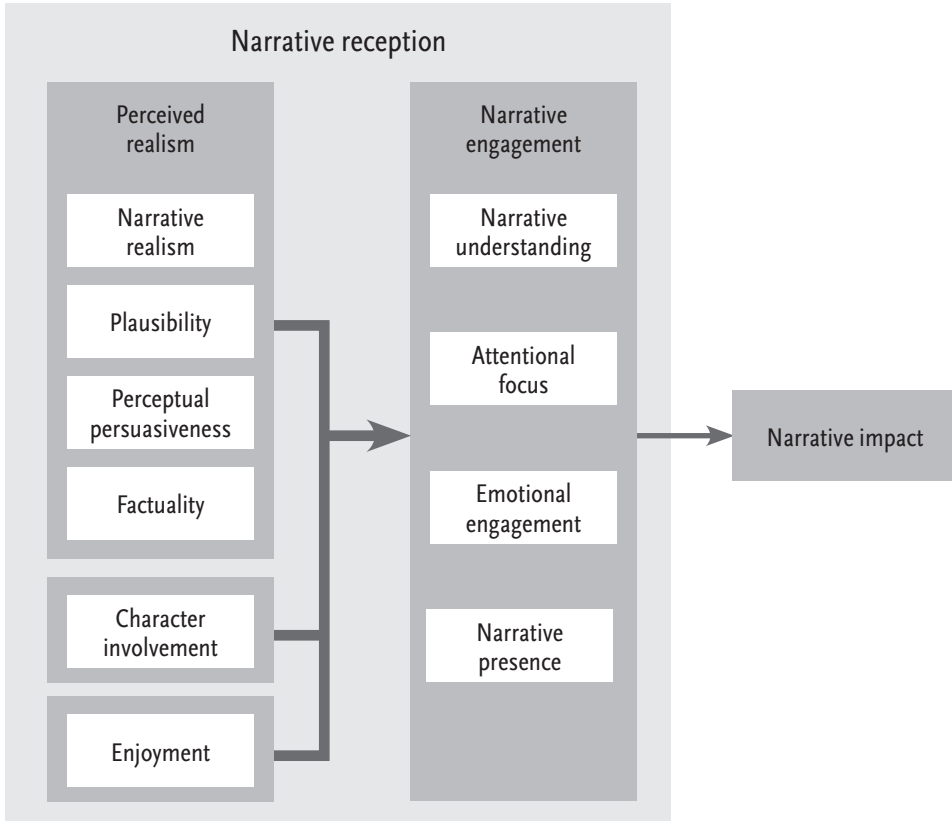 Narrative reception
Perceived
realism
Narrative
realism
Plausibility
Perceptual
persuasiveness
Factuality
Character
involvement
Enjoyment
Narrative
engagement
Narrative
understanding
Attentional
focus
Emotional
engagement
Narrative
presence
Narrative impact